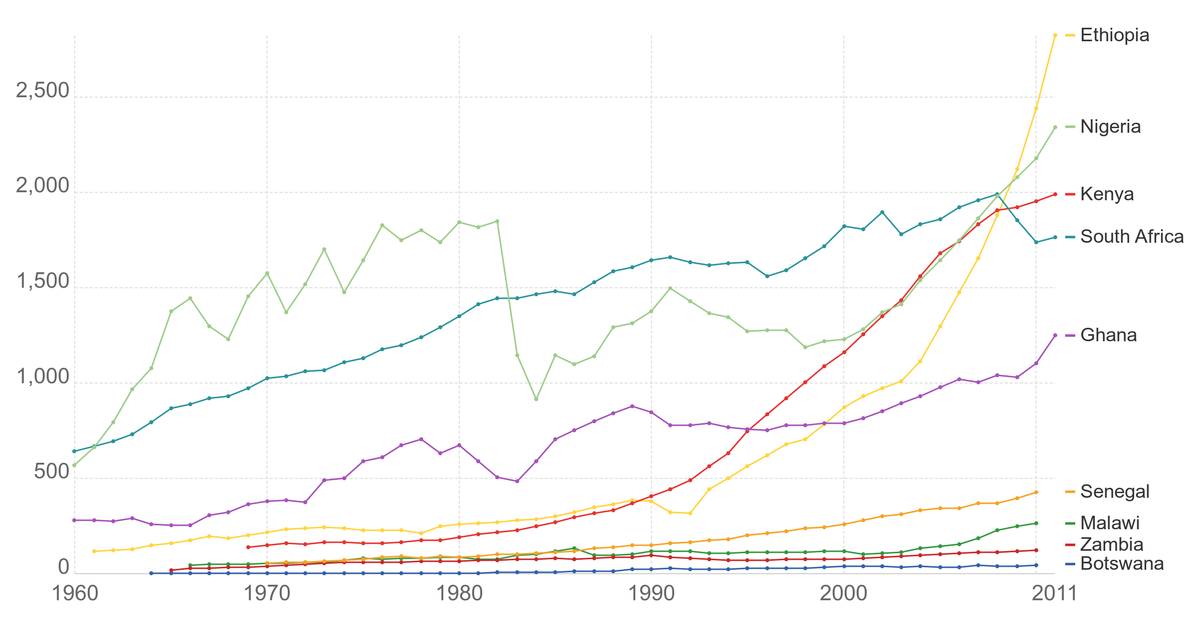 2,500
2,000
1,500
1,000
500
0
1960
1970
1980
1990
2000
2011
Ethiopia
Nigeria
Kenya
South Africa
Ghana
Senegal
Malawi
Zambia
Botswana